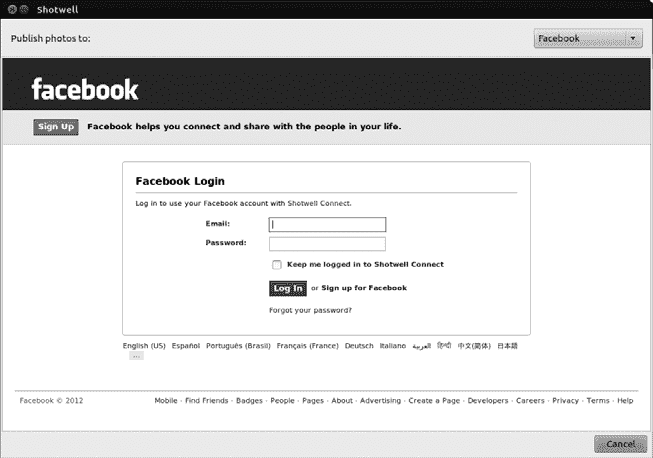 Shotwell
Publish photos to: Facebook
facebook
Sign Up Facebook helps you connect and share with the people in your life.
Facebook Login
Log in to use your Facebook account with Shotwell Connect.
Email:
Password:
Keep me logged in to Shotwell Connect
Log In or Sign up for Facebook
Forgot your password?
English (US) Español Português (Brasil) Français (France) Deutsch Italiano العربية हिन्दी 中文(简体) 日本語
...
Facebook © 2012 Mobile · Find Friends · Badges · People · Pages · About · Advertising · Create a Page · Developers · Careers · Privacy · Terms · Help
Cancel